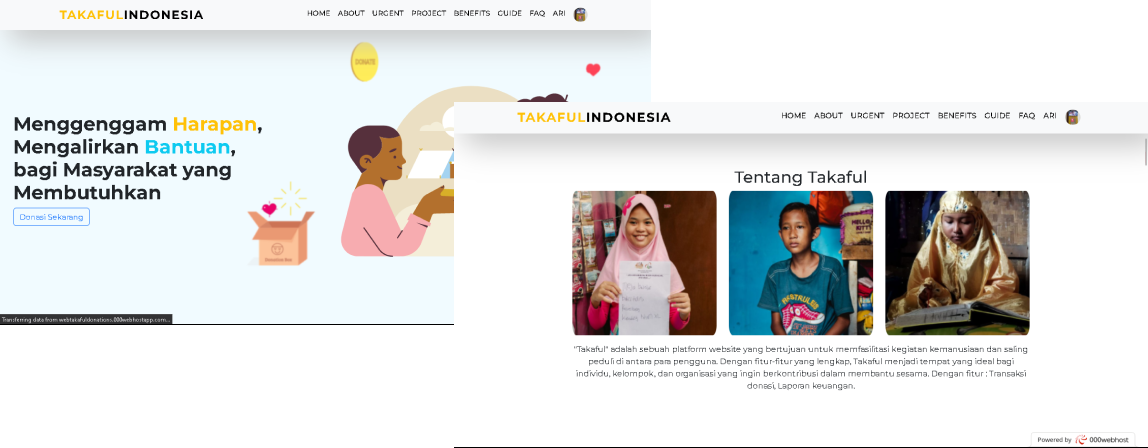 TAKAFULINDONESIA
HOME ABOUT URGENT PROJECT BENEFITS GUIDE FAQ ARI
DONATE
Menggenggam Harapan,
Mengalirkan Bantuan,
bagi Masyarakat yang
Membutuhkan
Donasi Sekarang
Transferring data from webtakafuldonations.000webhostapp.com...
TAKAFULINDONESIA
HOME ABOUT URGENT PROJECT BENEFITS GUIDE FAQ ARI
Tentang Takaful
HELLO
KITTY
"Takaful" adalah sebuah platform website yang bertujuan untuk memfasilitasi kegiatan kemanusiaan dan saling
peduli di antara para pengguna. Dengan fitur-fitur yang lengkap, Takaful menjadi tempat yang ideal bagi
individu, kelompok, dan organisasi yang ingin berkontribusi dalam membantu sesama. Dengan fitur : Transaksi
donasi, Laporan keuangan.
Powered by 000webhost